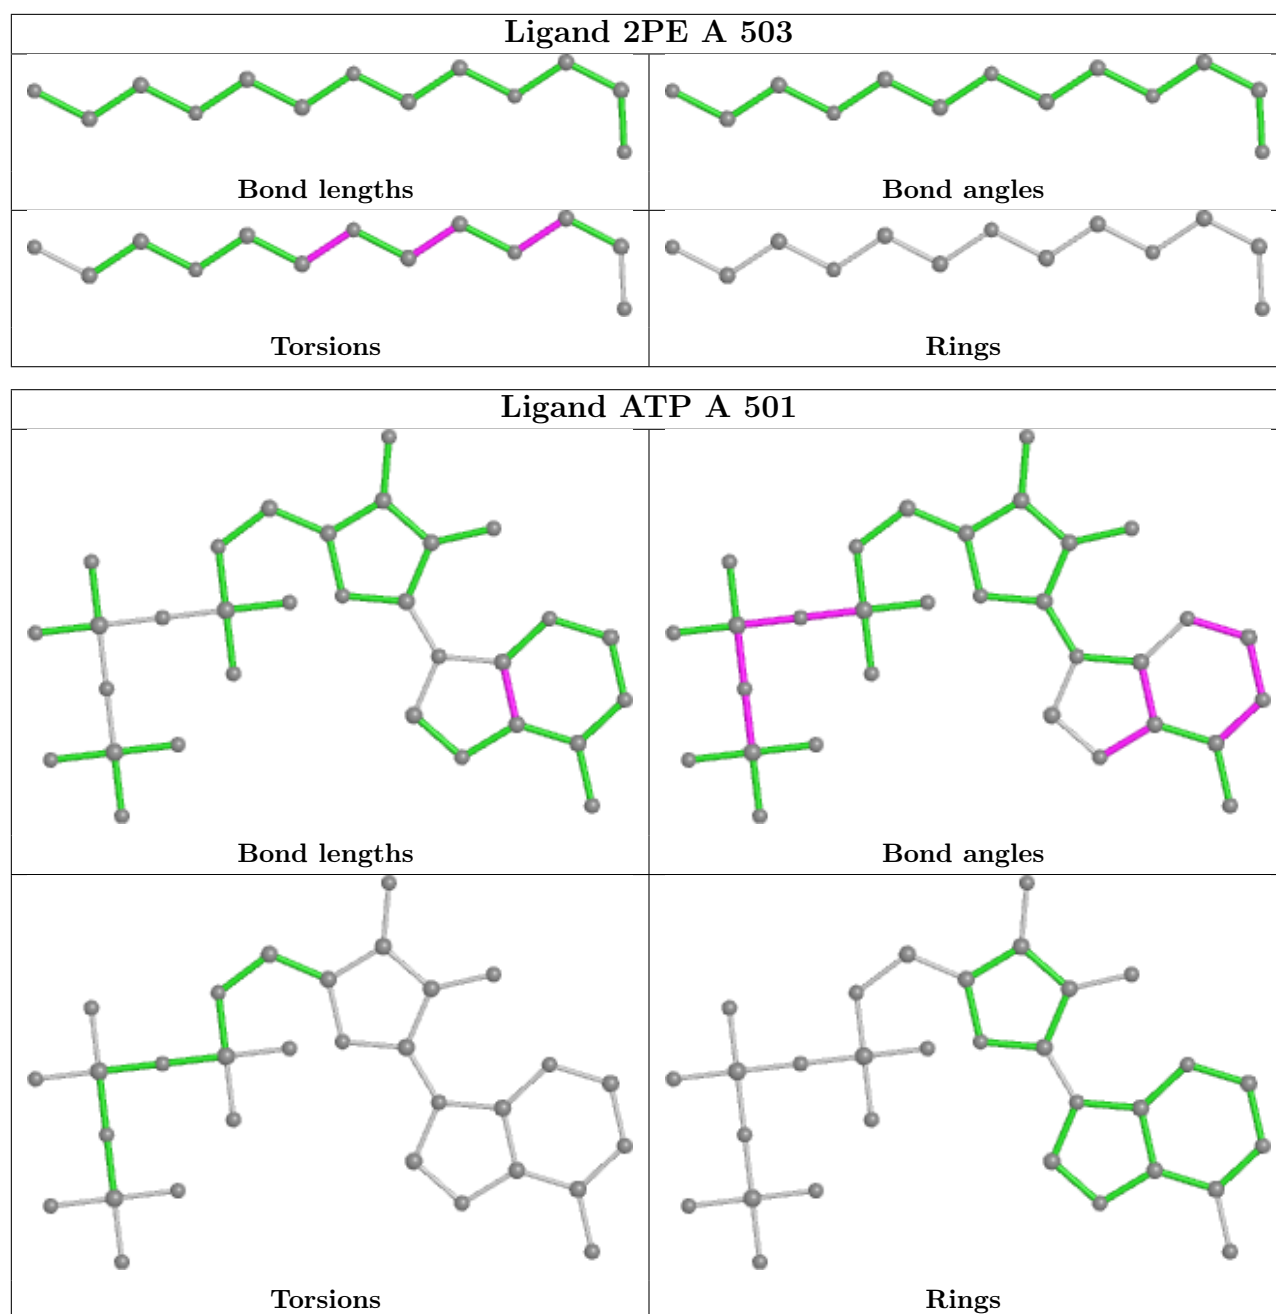 Ligand 2PE A 503
Bond lengths
Bond angles
Torsions
Rings
Ligand ATP A 501
Bond lengths
Bond angles
Torsions
Rings